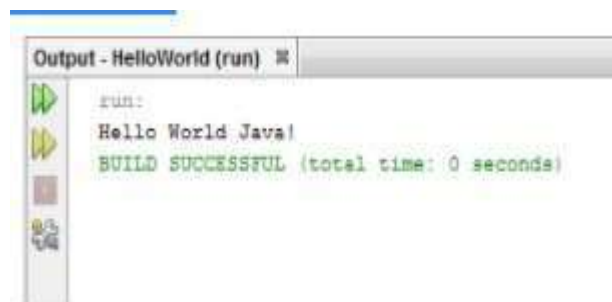 Output - HelloWorld (run)
run:
Hello World Java!
BUILD SUCCESSFUL (total time: 0 seconds)